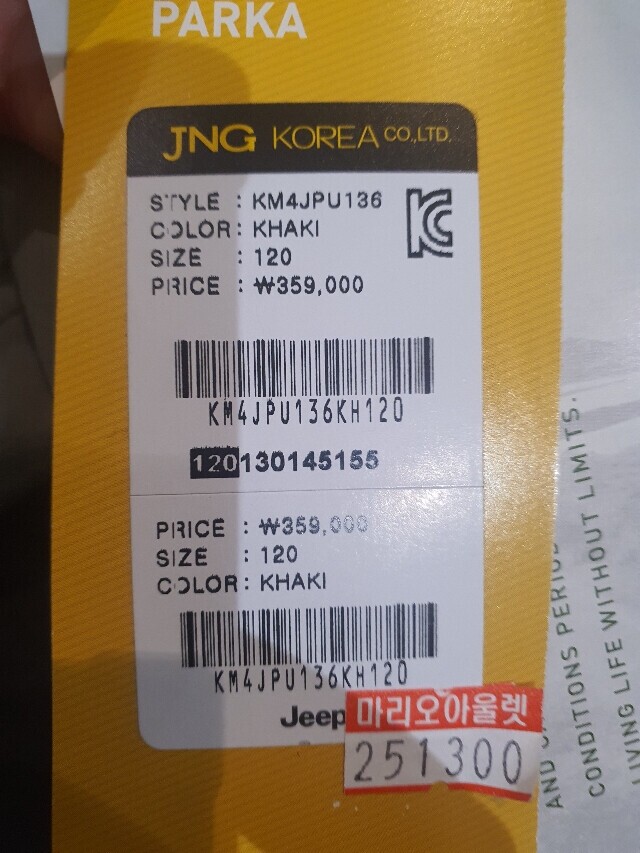 PARKA
JNG KOREA CO.,LTD.
STYLE : KM4JPU136
COLOR : KHAKI
SIZE : 120
PRICE : ₩359,000
KM4JPU136KH120
120130145155
PRICE : ₩359,000
SIZE : 120
COLOR : KHAKI
KM4JPU136KH120
Jeep
마리오아울렛
251300
CONDITIONS PERIOD
LIVING LIFE WITHOUT LIMITS.